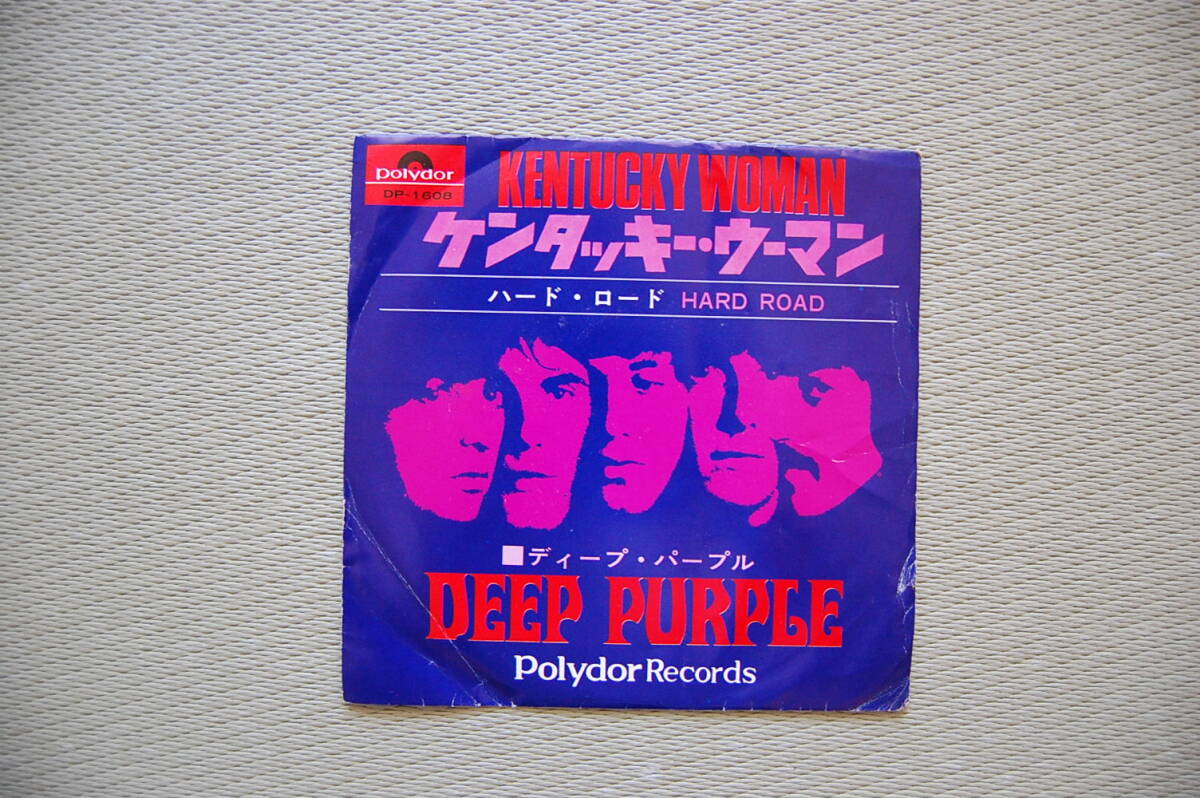 polydor
DP-1608
KENTUCKY WOMAN
ケンタッキー・ウーマン
ハード・ロード HARD ROAD
■ディープ・パープル
DEEP PURPLE
Polydor Records